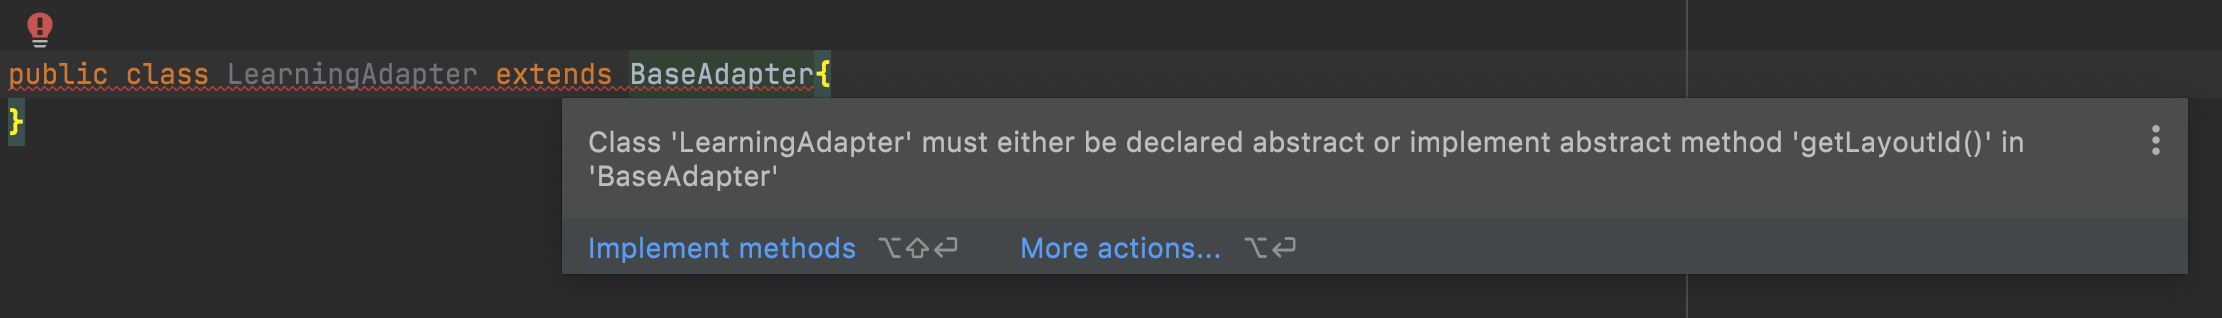 public class LearningAdapter extends BaseAdapter{
}
Class 'LearningAdapter' must either be declared abstract or implement abstract method 'getLayoutId()' in
'BaseAdapter'
Implement methods ⌥⇧⏎ More actions... ⌥⏎